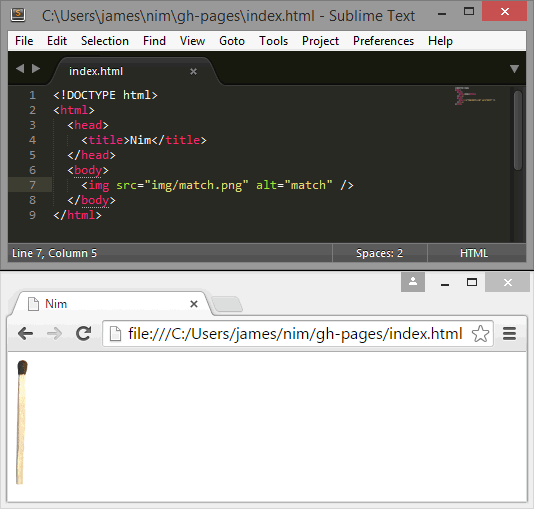 C:\Users\james\nim\gh-pages\index.html - Sublime Text
File Edit Selection Find View Goto Tools Project Preferences Help
index.html
1 <!DOCTYPE html>
2 <html>
3 <head>
4 <title>Nim</title>
5 </head>
6 <body>
7 <img src="img/match.png" alt="match" />
8 </body>
9 </html>
Line 7, Column 5 Spaces: 2 HTML
Nim
file:///C:/Users/james/nim/gh-pages/index.html